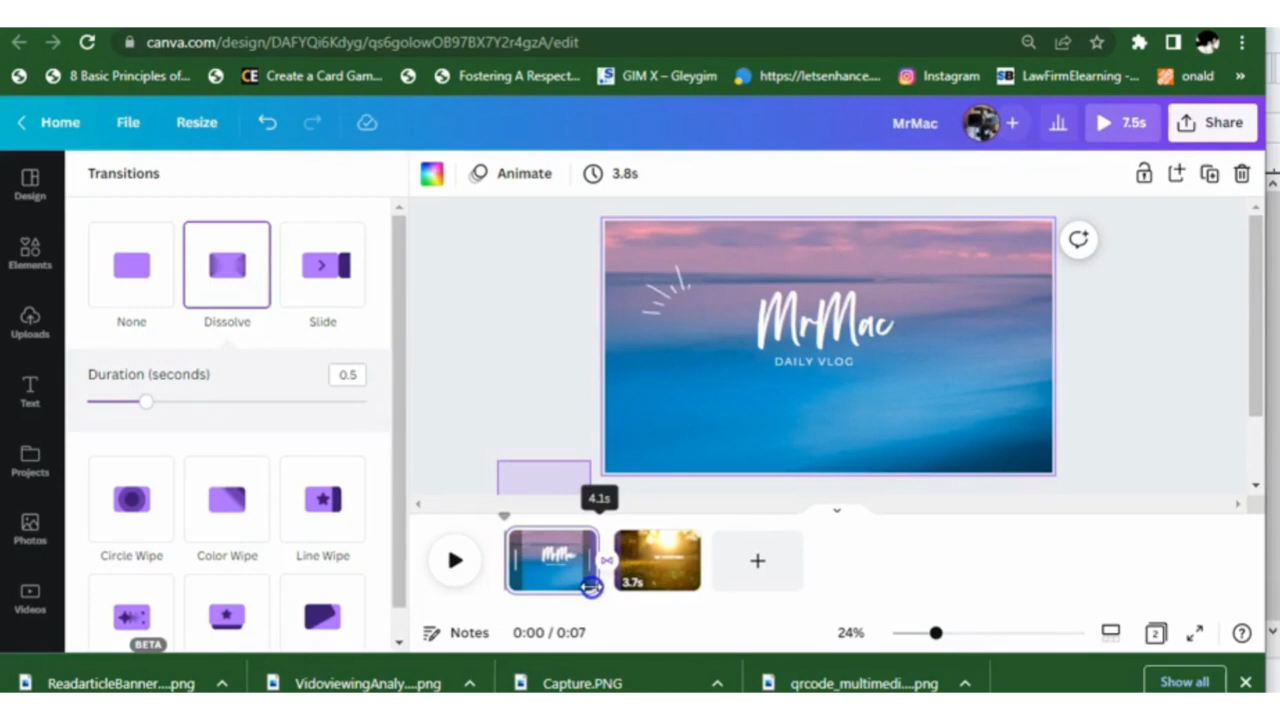 canva.com/design/DAFYQi6Kdyg/qs6golowOB97BX7Y2r4gzA/edit
8 Basic Principles of... CE Create a Card Gam... Fostering A Respect... GIM X – Gleygim https://letsenhance.... Instagram SB LawFirmElearning -... onald »
Home File Resize MrMac + 7.5s Share
Design
Elements
Uploads
Text
Projects
Photos
Videos
Transitions
None Dissolve Slide
Duration (seconds) 0.5
Circle Wipe Color Wipe Line Wipe
BETA
Animate 3.8s
MrMac
DAILY VLOG
4.1s
MrMac
3.7s
+
Notes 0:00 / 0:07 24% 2 ?
ReadarticleBanner....png VidoviewingAnaly....png Capture.PNG qrcode_multimedi....png Show all